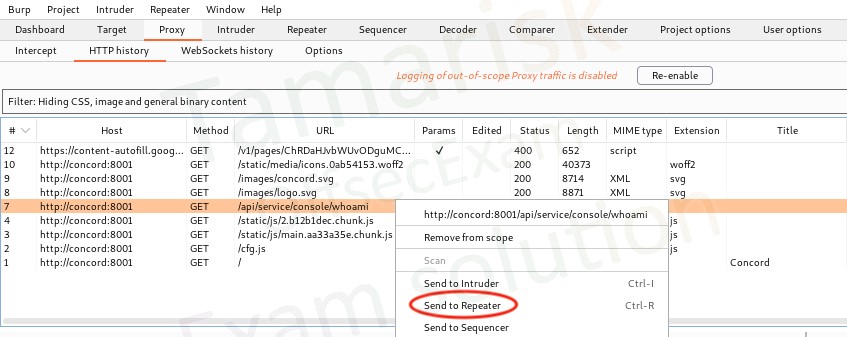 Burp Project Intruder Repeater Window Help
Dashboard Target Proxy Intruder Repeater Sequencer Decoder Comparer Extender Project options User options
Intercept HTTP history WebSockets history Options
Logging of out-of-scope Proxy traffic is disabled Re-enable
Filter: Hiding CSS, image and general binary content
# Host Method URL Params Edited Status Length MIME type Extension Title
12 https://content-autofill.goog... GET /v1/pages/ChRDaHJvbWUvODguMC... ✓ 400 652 script
10 http://concord:8001 GET /static/media/icons.0ab54153.woff2 200 40373 woff2
9 http://concord:8001 GET /images/concord.svg 200 8714 XML svg
8 http://concord:8001 GET /images/logo.svg 200 8871 XML svg
7 http://concord:8001 GET /api/service/console/whoami
4 http://concord:8001 GET /static/js/2.b12b1dec.chunk.js js
3 http://concord:8001 GET /static/js/main.aa33a35e.chunk.js js
2 http://concord:8001 GET /cfg.js js
1 http://concord:8001 GET / Concord
http://concord:8001/api/service/console/whoami
Remove from scope
Scan
Send to Intruder Ctrl-I
Send to Repeater Ctrl-R
Send to Sequencer
Tamarisk
Exam solution